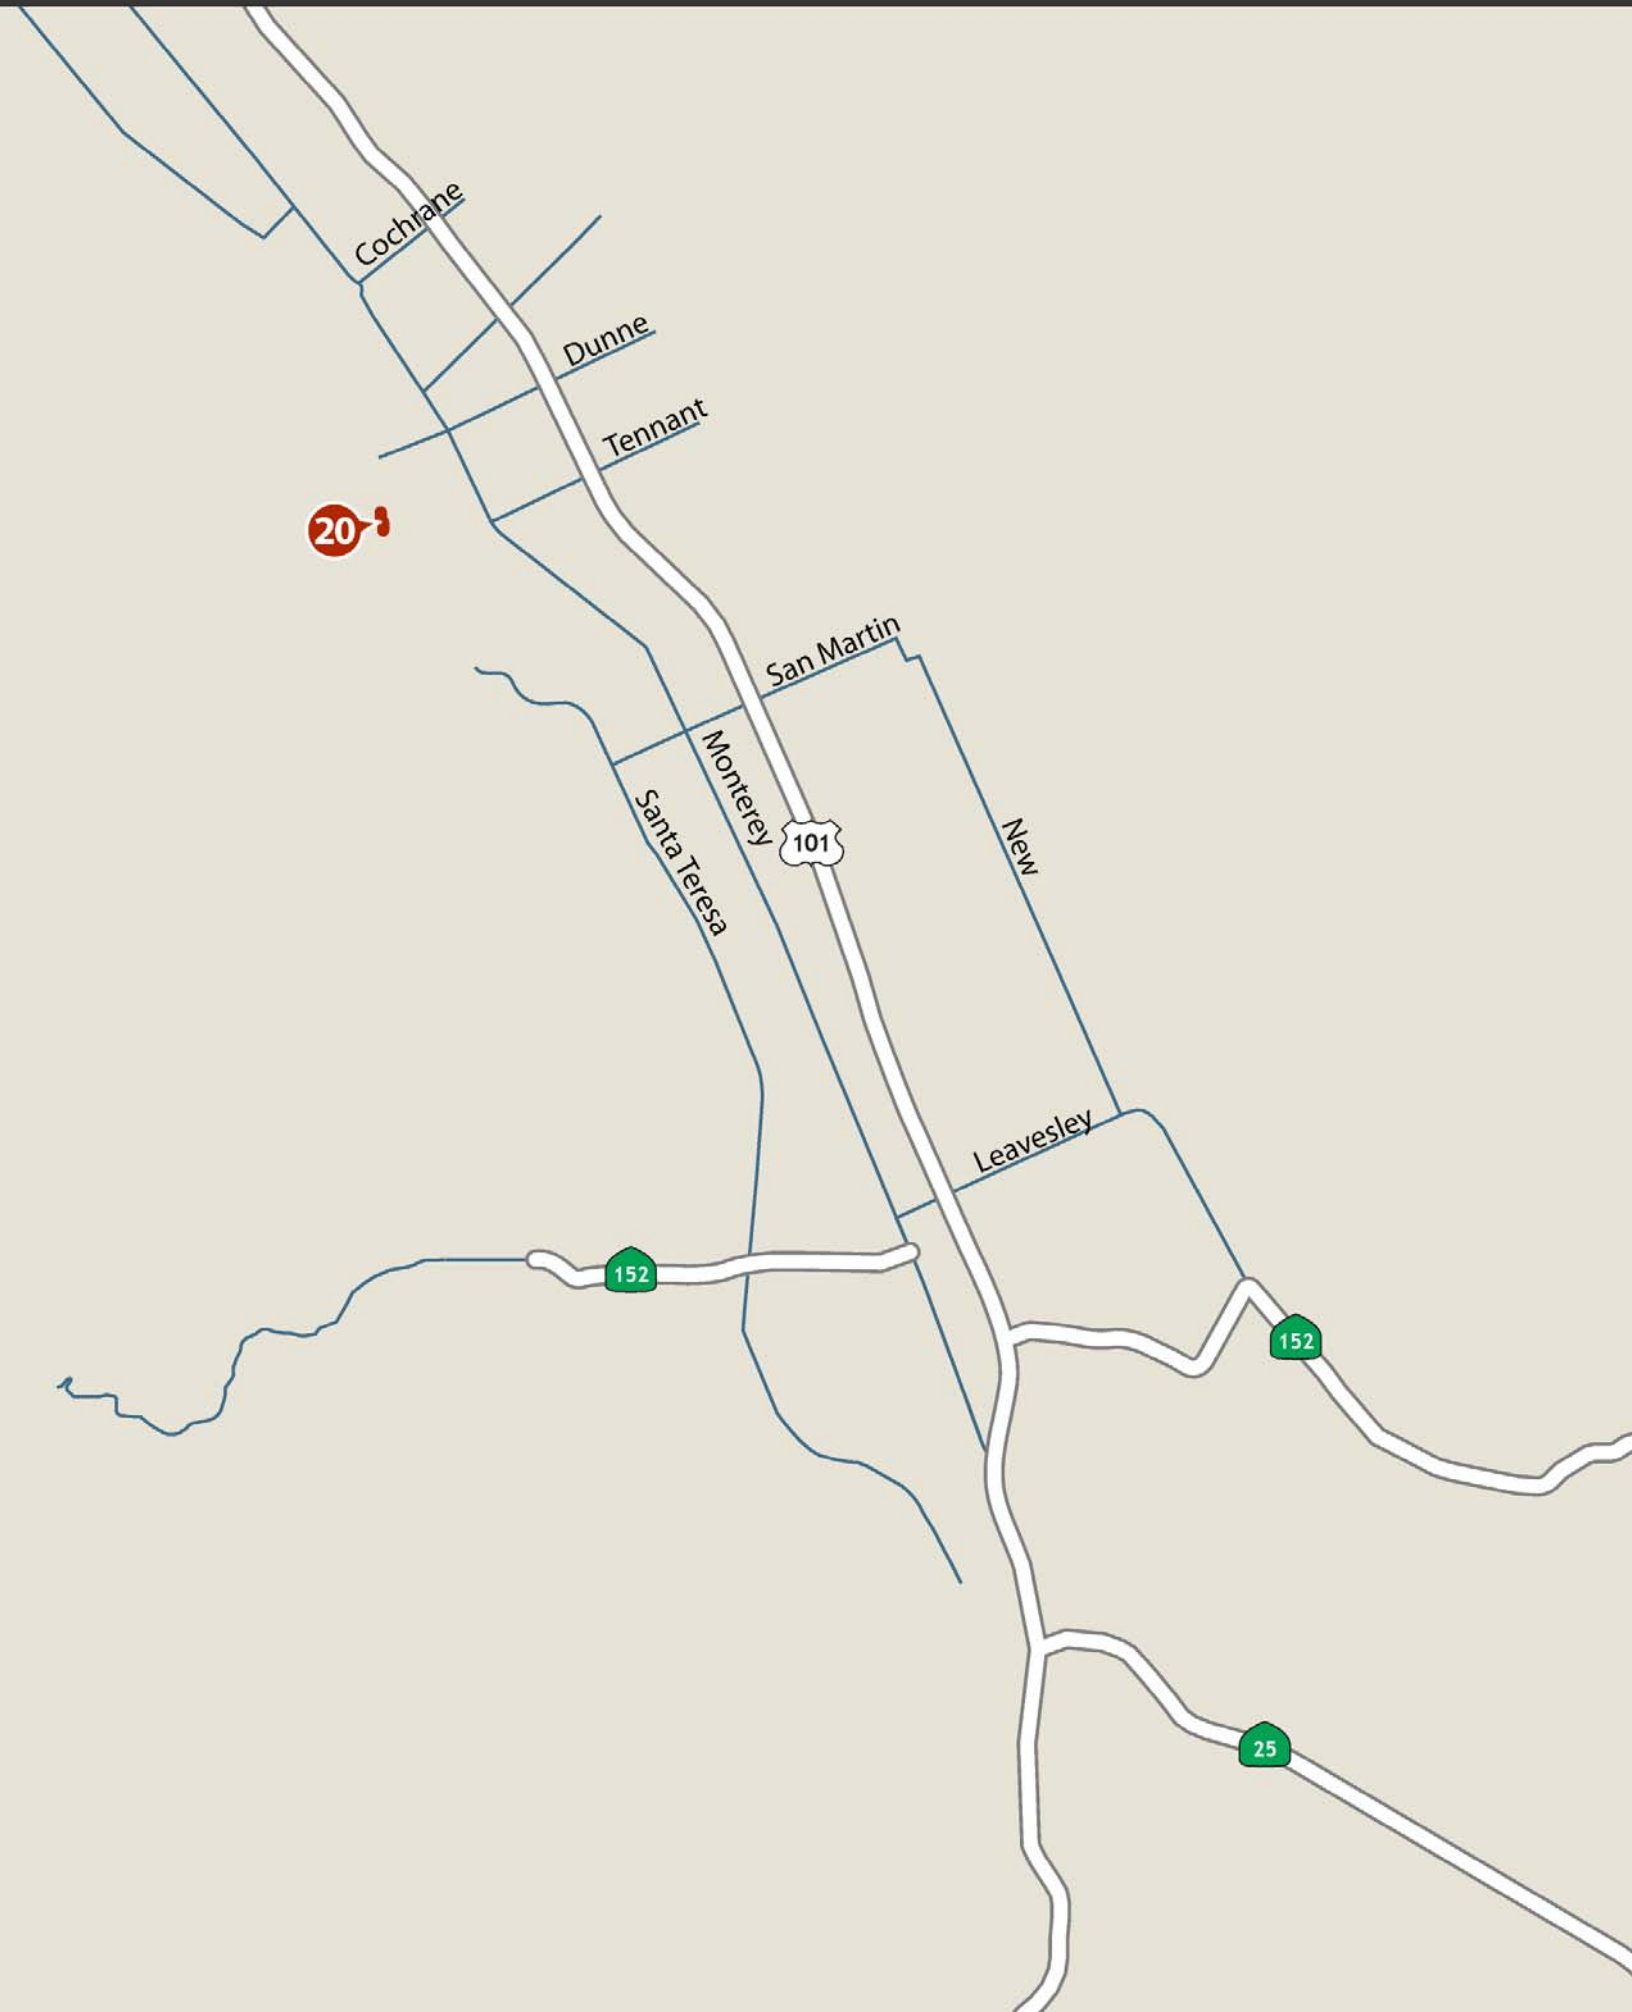 Cochrane
Dunne
Tennant
20
San Martin
Monterey
Santa Teresa
101
New
Leavesley
152
152
25